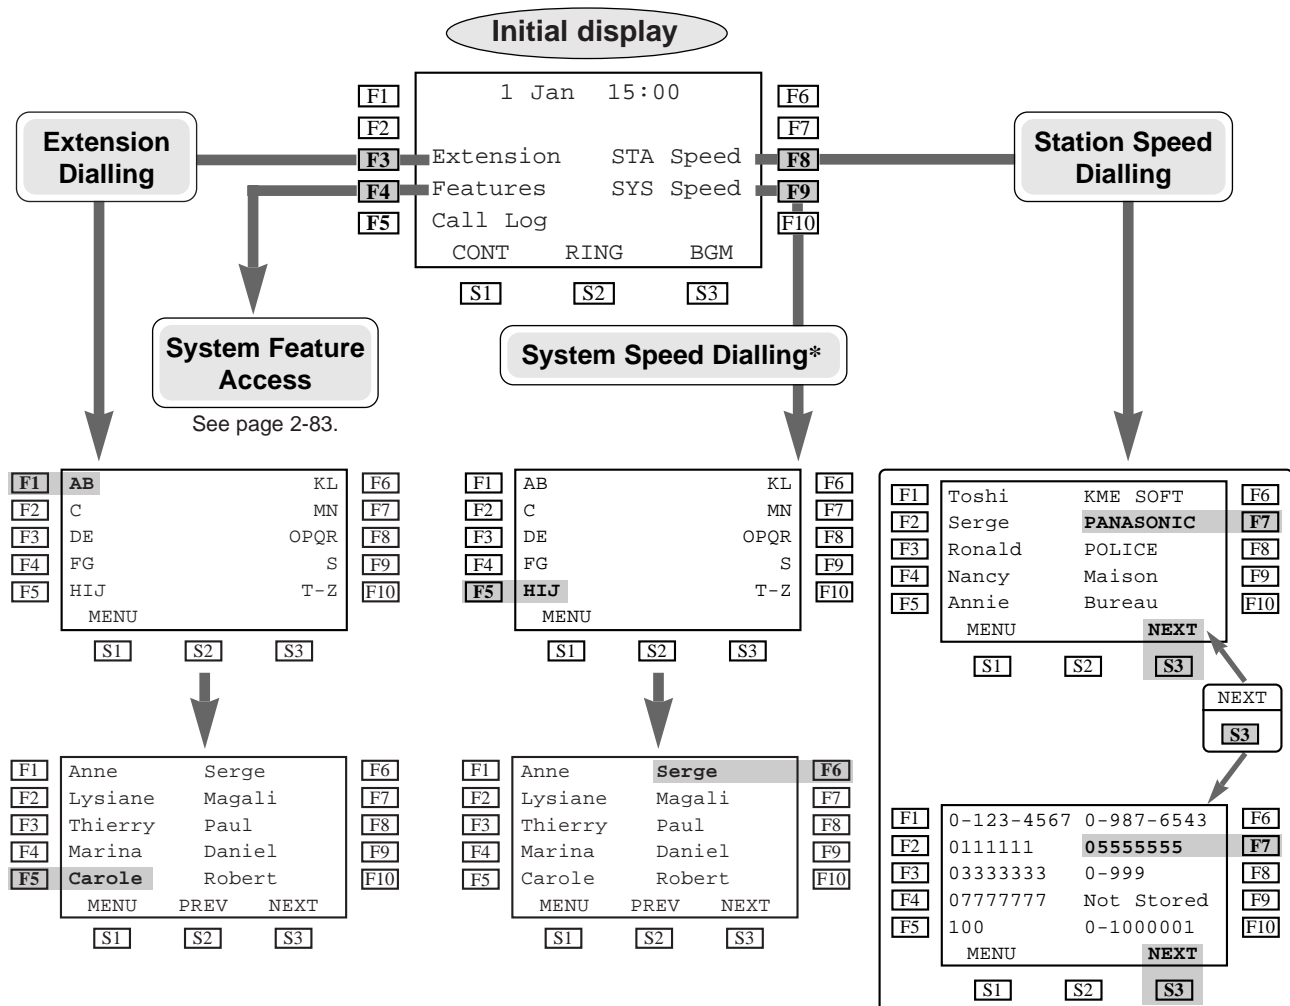 Initial display
F1 1 Jan 15:00 F6
F2 F7
F3 Extension STA Speed F8
F4 Features SYS Speed F9
F5 Call Log F10
CONT RING BGM
S1 S2 S3
Extension
Dialling
Station Speed
Dialling
System Feature
Access
See page 2-83.
System Speed Dialling*
F1 AB KL F6
F2 C MN F7
F3 DE OPQR F8
F4 FG S F9
F5 HIJ T-Z F10
MENU
S1 S2 S3
F1 Anne Serge F6
F2 Lysiane Magali F7
F3 Thierry Paul F8
F4 Marina Daniel F9
F5 Carole Robert F10
MENU PREV NEXT
S1 S2 S3
F1 AB KL F6
F2 C MN F7
F3 DE OPQR F8
F4 FG S F9
F5 HIJ T-Z F10
MENU
S1 S2 S3
F1 Anne Serge F6
F2 Lysiane Magali F7
F3 Thierry Paul F8
F4 Marina Daniel F9
F5 Carole Robert F10
MENU PREV NEXT
S1 S2 S3
F1 Toshi KME SOFT F6
F2 Serge PANASONIC F7
F3 Ronald POLICE F8
F4 Nancy Maison F9
F5 Annie Bureau F10
MENU NEXT
S1 S2 S3
NEXT
S3
F1 0-123-4567 0-987-6543 F6
F2 0111111 05555555 F7
F3 03333333 0-999 F8
F4 07777777 Not Stored F9
F5 100 0-1000001 F10
MENU NEXT
S1 S2 S3